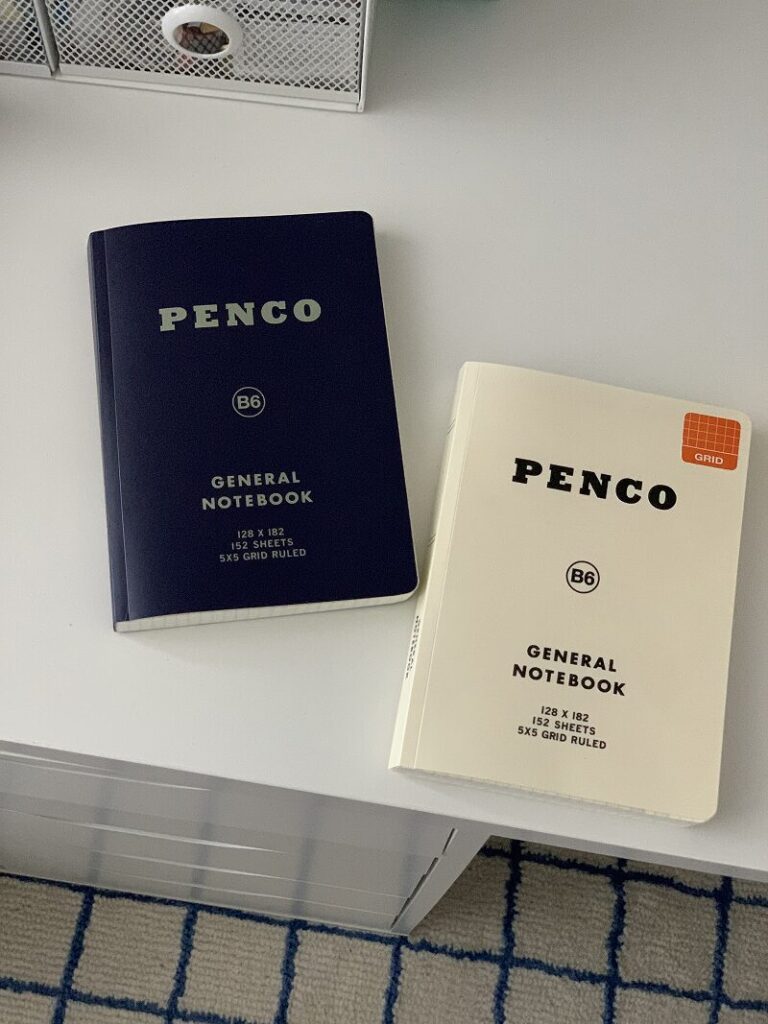 PENCO
B6
GENERAL
NOTEBOOK
128 X 182
152 SHEETS
5X5 GRID RULED
GRID
PENCO
B6
GENERAL
NOTEBOOK
128 X 182
152 SHEETS
5X5 GRID RULED